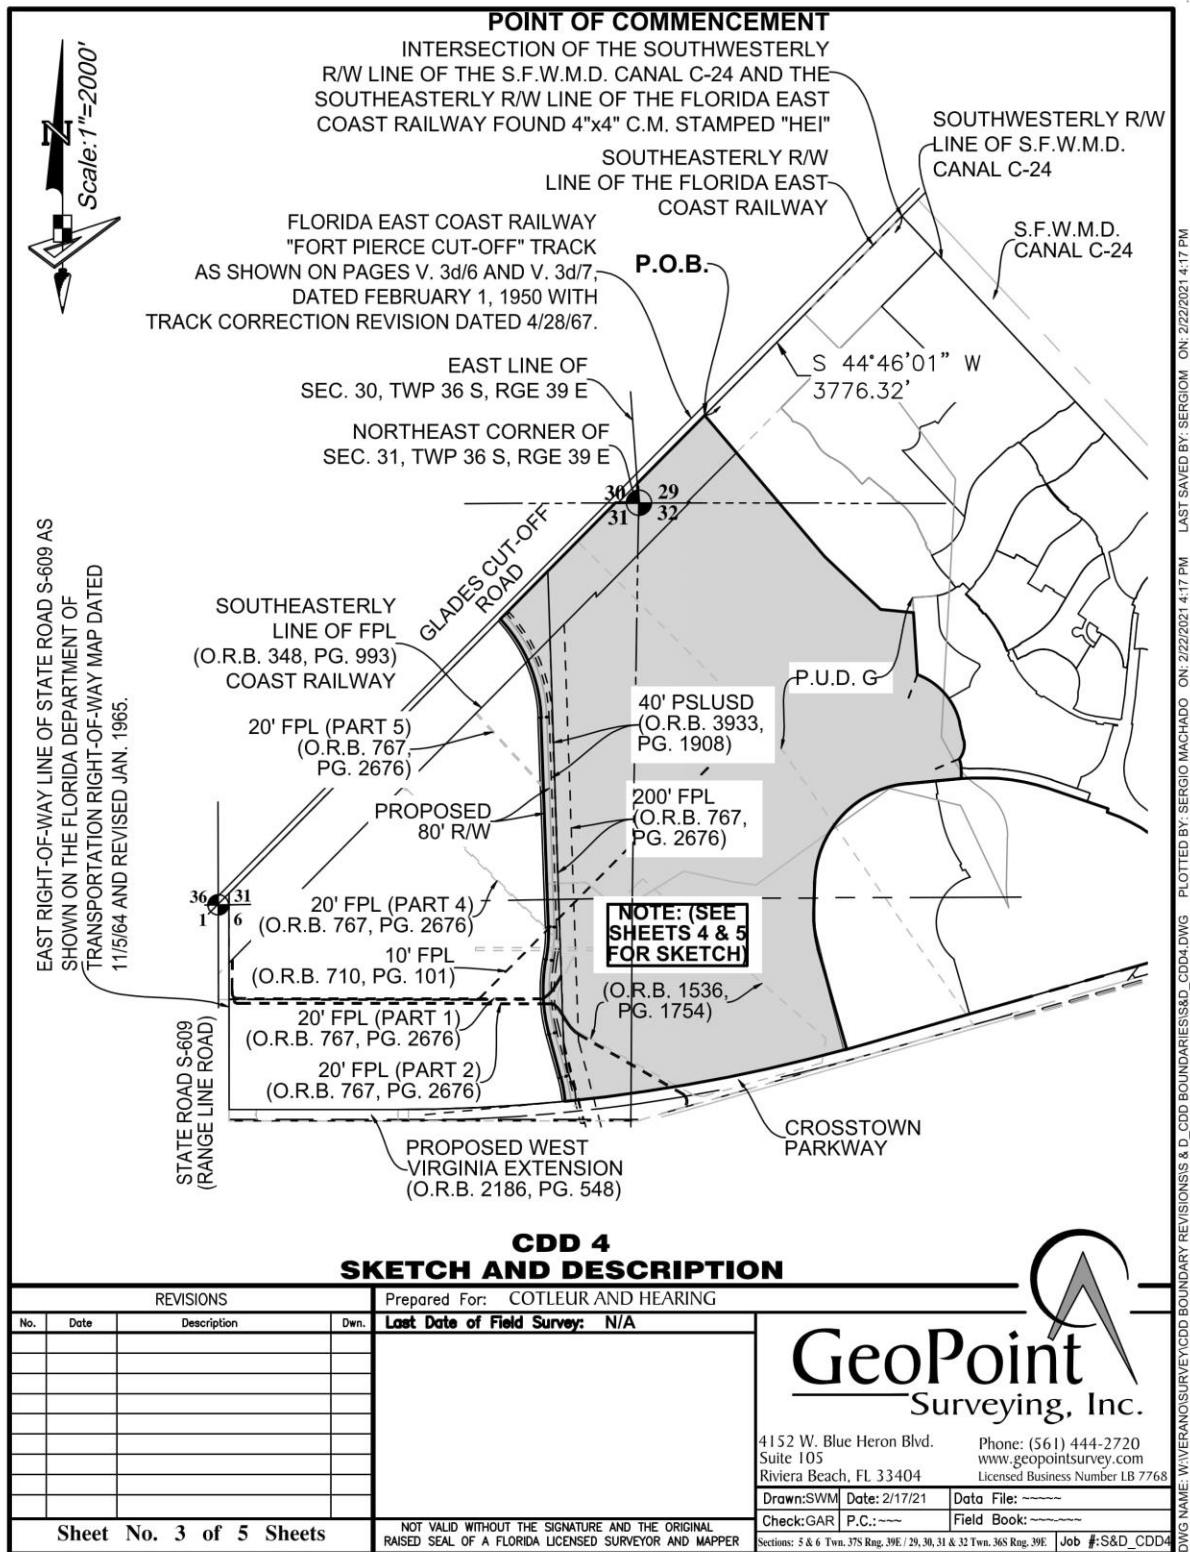 POINT OF COMMENCEMENT
INTERSECTION OF THE SOUTHWESTERLY
R/W LINE OF THE S.F.W.M.D. CANAL C-24 AND THE
SOUTHEASTERLY R/W LINE OF THE FLORIDA EAST
COAST RAILWAY FOUND 4"x4" C.M. STAMPED "HEI"
N
Scale:1"=2000'
SOUTHWESTERLY R/W
LINE OF S.F.W.M.D.
CANAL C-24
SOUTHEASTERLY R/W
LINE OF THE FLORIDA EAST
COAST RAILWAY
S.F.W.M.D.
CANAL C-24
FLORIDA EAST COAST RAILWAY
"FORT PIERCE CUT-OFF" TRACK
AS SHOWN ON PAGES V. 3d/6 AND V. 3d/7,
DATED FEBRUARY 1, 1950 WITH
TRACK CORRECTION REVISION DATED 4/28/67.
P.O.B.
S 44°46'01" W
3776.32'
EAST LINE OF
SEC. 30, TWP 36 S, RGE 39 E
NORTHEAST CORNER OF
SEC. 31, TWP 36 S, RGE 39 E
30 29
31 32
GLADES CUT-OFF
ROAD
EAST RIGHT-OF-WAY LINE OF STATE ROAD S-609 AS
SHOWN ON THE FLORIDA DEPARTMENT OF
TRANSPORTATION RIGHT-OF-WAY MAP DATED
11/5/64 AND REVISED JAN. 1965.
SOUTHEASTERLY
LINE OF FPL
(O.R.B. 348, PG. 993)
COAST RAILWAY
P.U.D. G
40' PSLUSD
(O.R.B. 3933,
PG. 1908)
20' FPL (PART 5)
(O.R.B. 767,
PG. 2676)
PROPOSED
80' R/W
200' FPL
(O.R.B. 767,
PG. 2676)
36 31
1 6
20' FPL (PART 4)
(O.R.B. 767, PG. 2676)
NOTE: (SEE
SHEETS 4 & 5
FOR SKETCH)
10' FPL
(O.R.B. 710, PG. 101)
(O.R.B. 1536,
PG. 1754)
20' FPL (PART 1)
(O.R.B. 767, PG. 2676)
20' FPL (PART 2)
(O.R.B. 767, PG. 2676)
STATE ROAD S-609
(RANGE LINE ROAD)
CROSSTOWN
PARKWAY
PROPOSED WEST
VIRGINIA EXTENSION
(O.R.B. 2186, PG. 548)
CDD 4
SKETCH AND DESCRIPTION
REVISIONS
No. Date Description Dwn.
Sheet No. 3 of 5 Sheets
Prepared For: COTLEUR AND HEARING
Last Date of Field Survey: N/A
NOT VALID WITHOUT THE SIGNATURE AND THE ORIGINAL
RAISED SEAL OF A FLORIDA LICENSED SURVEYOR AND MAPPER
GeoPoint
Surveying, Inc.
4152 W. Blue Heron Blvd.
Suite 105
Riviera Beach, FL 33404
Phone: (561) 444-2720
www.geopointsurvey.com
Licensed Business Number LB 7768
Drawn:SWM Date: 2/17/21 Data File: ~~~~~
Check:GAR P.C.:~~~ Field Book:~~~-~~~
Sections: 5 & 6 Twn. 37S Rng. 39E / 29, 30, 31 & 32 Twn. 36S Rng. 39E Job #:S&D_CDD4
DWG NAME: W:\VERANO\SURVEY\CDD BOUNDARY REVISIONS\S & D_CDD BOUNDARIES\S&D_CDD4.DWG PLOTTED BY: SERGIO MACHADO ON: 2/22/2021 4:17 PM LAST SAVED BY: SERGIOM ON: 2/22/2021 4:17 PM